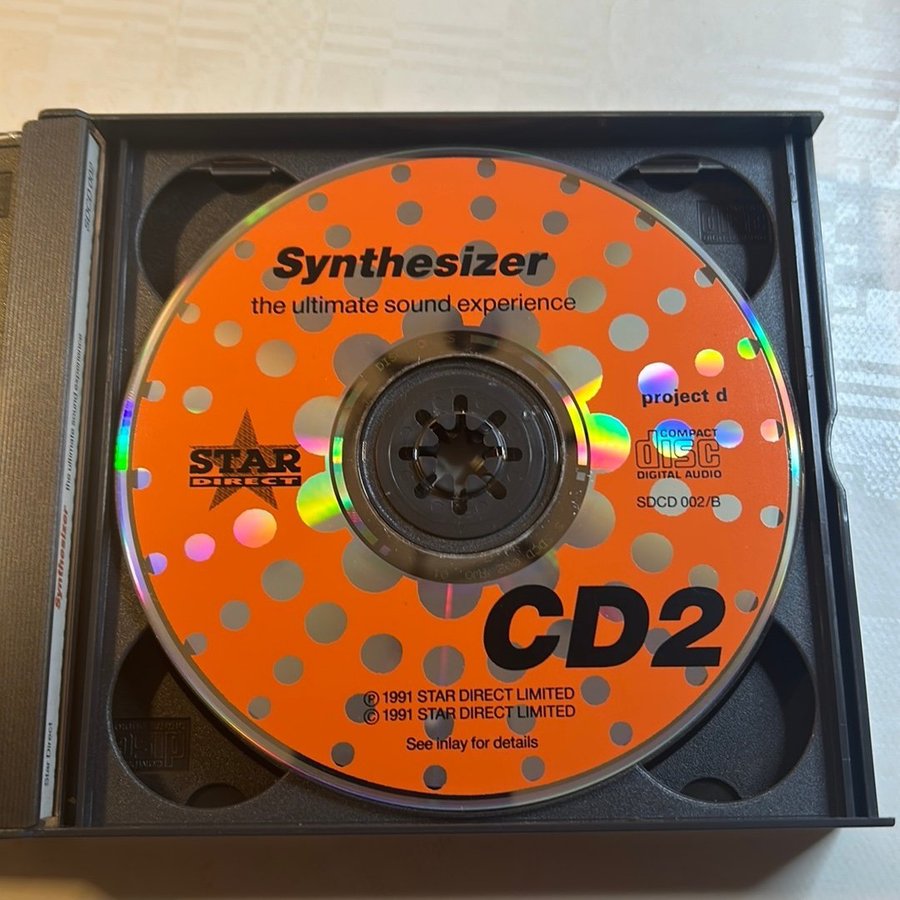 Synthesizer
the ultimate sound experience
project d
STAR
DIRECT
COMPACT
disc
DIGITAL AUDIO
SDCD 002/B
CD2
℗ 1991 STAR DIRECT LIMITED
© 1991 STAR DIRECT LIMITED
See inlay for details
Star Direct
Synthesizer
the ultimate sound experience